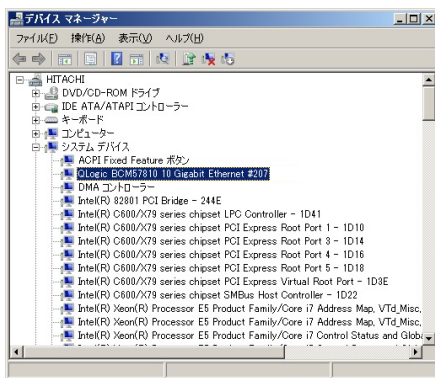 デバイス マネージャー
ファイル(F) 操作(A) 表示(V) ヘルプ(H)
HITACHI
DVD/CD-ROM ドライブ
IDE ATA/ATAPI コントローラー
キーボード
コンピューター
システム デバイス
ACPI Fixed Feature ボタン
QLogic BCM57810 10 Gigabit Ethernet #207
DMA コントローラー
Intel(R) 82801 PCI Bridge - 244E
Intel(R) C600/X79 series chipset LPC Controller - 1D41
Intel(R) C600/X79 series chipset PCI Express Root Port 1 - 1D10
Intel(R) C600/X79 series chipset PCI Express Root Port 3 - 1D14
Intel(R) C600/X79 series chipset PCI Express Root Port 4 - 1D16
Intel(R) C600/X79 series chipset PCI Express Root Port 5 - 1D18
Intel(R) C600/X79 series chipset PCI Express Virtual Root Port - 1D3E
Intel(R) C600/X79 series chipset SMBus Host Controller - 1D22
Intel(R) Xeon(R) Processor E5 Product Family/Core i7 Address Map, VTd_Misc,
Intel(R) Xeon(R) Processor E5 Product Family/Core i7 Address Map, VTd_Misc,
Intel(R) Xeon(R) Processor E5 Product Family/Core i7 Control Status and Globa